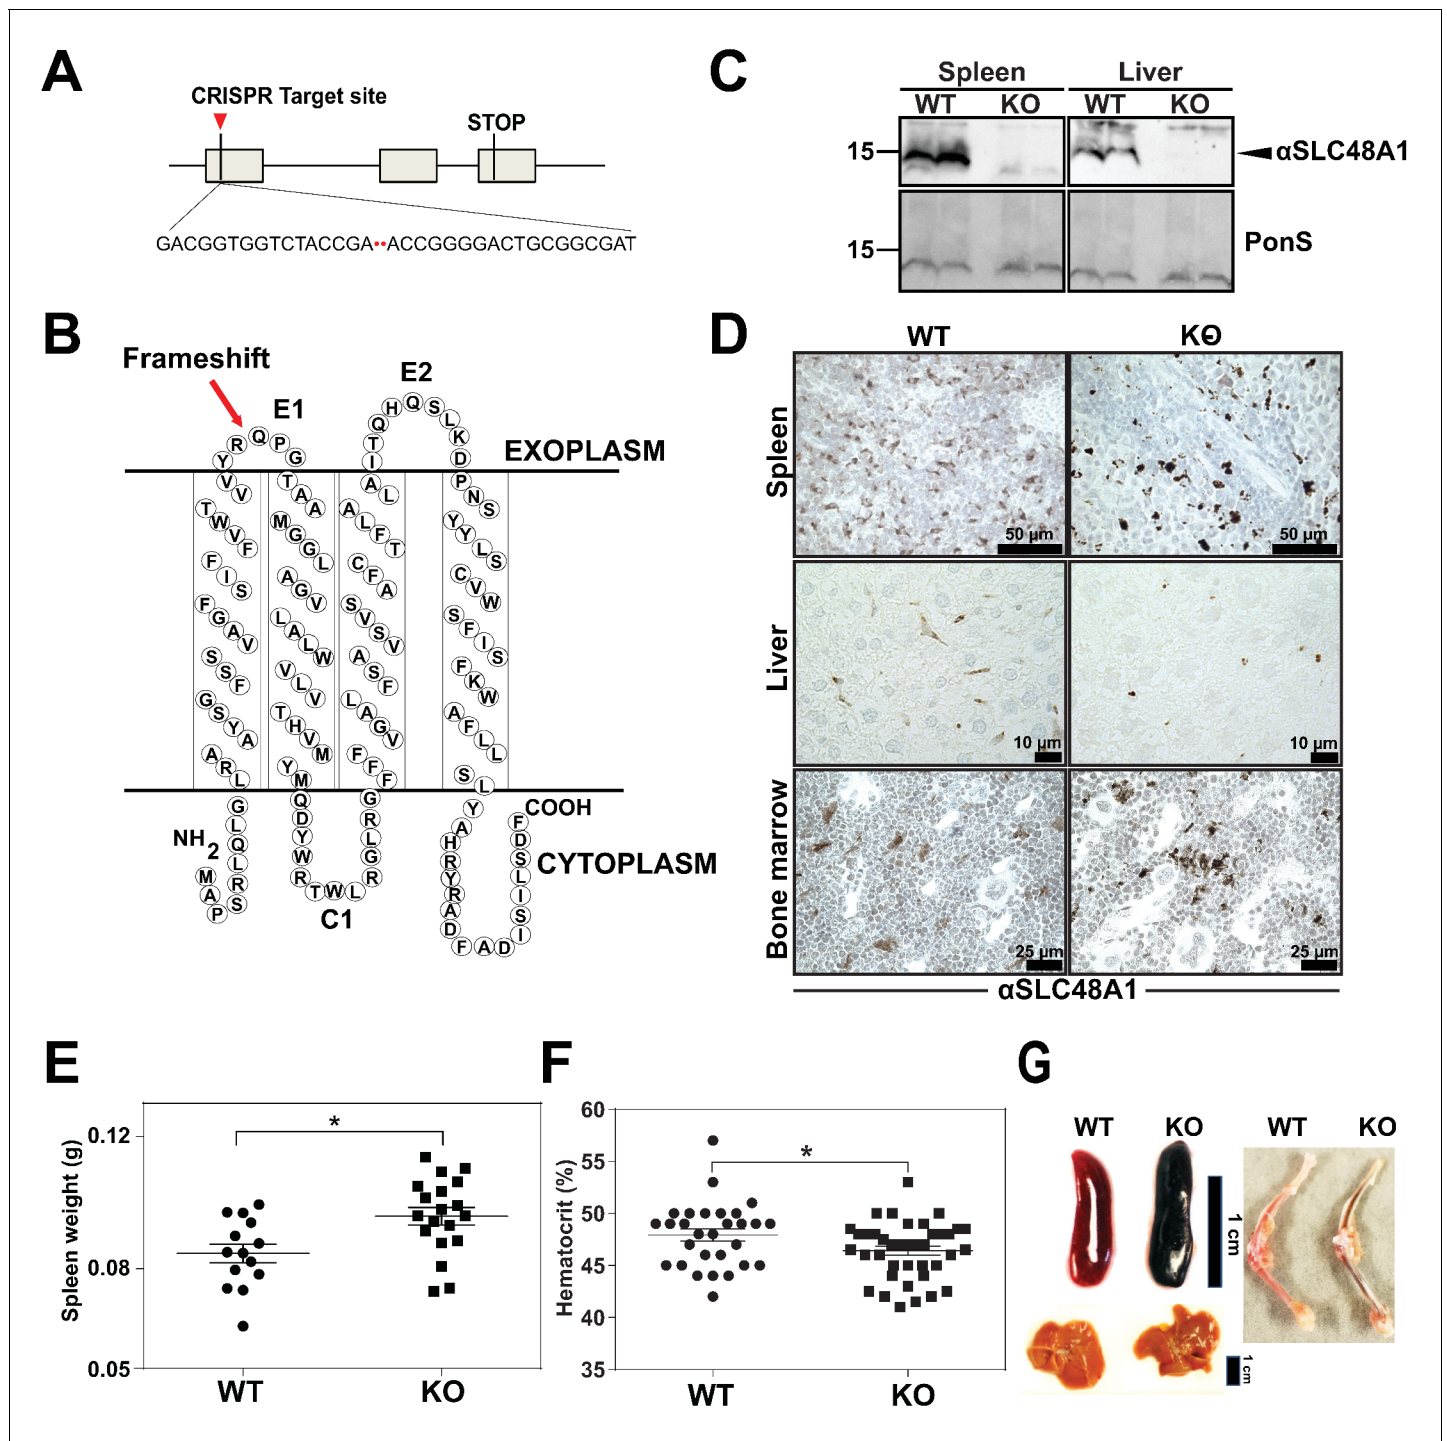 A
CRISPR Target site
STOP
GACGGTGGTCTACCGA••ACCGGGGACTGCGGCGAT
B
Frameshift
E1
E2
EXOPLASM
NH2
C1
COOH
CYTOPLASM
C
Spleen Liver
WT KO WT KO
15
αSLC48A1
15
PonS
D
WT KO
Spleen
50 µm 50 µm
Liver
10 µm 10 µm
Bone marrow
25 µm 25 µm
αSLC48A1
E
Spleen weight (g)
0.12
0.08
0.05
*
WT KO
F
Hematocrit (%)
60
55
50
45
40
35
*
WT KO
G
WT KO WT KO
1 cm
1 cm